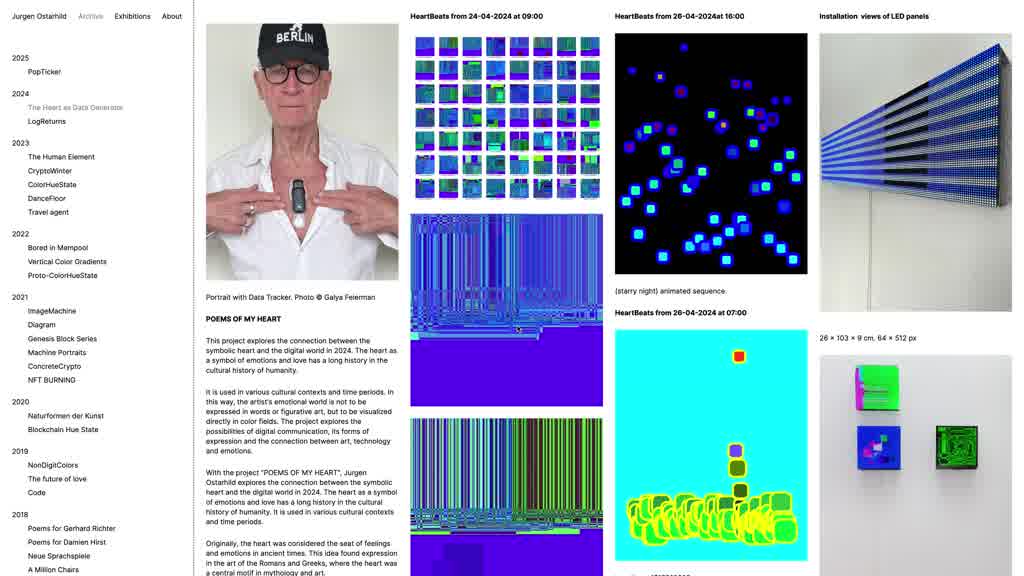 Jurgen Ostarhild
Archive
Exhibitions
About
2025
PopTicker
2024
The Heart as Data Generator
LogReturns
2023
The Human Element
CryptoWinter
ColorHueState
DanceFloor
Travel agent
2022
Bored in Mempool
Vertical Color Gradients
Proto-ColorHueState
2021
ImageMachine
Diagram
Genesis Block Series
Machine Portraits
ConcreteCrypto
NFT BURNING
2020
Naturformen der Kunst
Blockchain Hue State
2019
NonDigitColors
The future of love
Code
2018
Poems for Gerhard Richter
Poems for Damien Hirst
Neue Sprachspiele
A Million Chairs
BERLIN
Portrait with Data Tracker. Photo © Galya Feierman
POEMS OF MY HEART
This project explores the connection between the
symbolic heart and the digital world in 2024. The heart as
a symbol of emotions and love has a long history in the
cultural history of humanity.
It is used in various cultural contexts and time periods. In
this way, the artist's emotional world is not to be
expressed in words or figurative art, but to be visualized
directly in color fields. The project explores the
possibilities of digital communication, its forms of
expression and the connection between art, technology
and emotions.
With the project "POEMS OF MY HEART", Jurgen
Ostarhild explores the connection between the symbolic
heart and the digital world in 2024. The heart as a symbol
of emotions and love has a long history in the cultural
history of humanity. It is used in various cultural contexts
and time periods.
Originally, the heart was considered the seat of feelings
and emotions in ancient times. This idea found expression
in the art of the Romans and Greeks, where the heart was
a central motif in mythology and art.
HeartBeats from 24-04-2024 at 09:00
HeartBeats from 26-04-2024at 16:00
(starry night) animated sequence.
HeartBeats from 26-04-2024 at 07:00
Installation views of LED panels
26 × 103 × 9 cm, 64 × 512 px